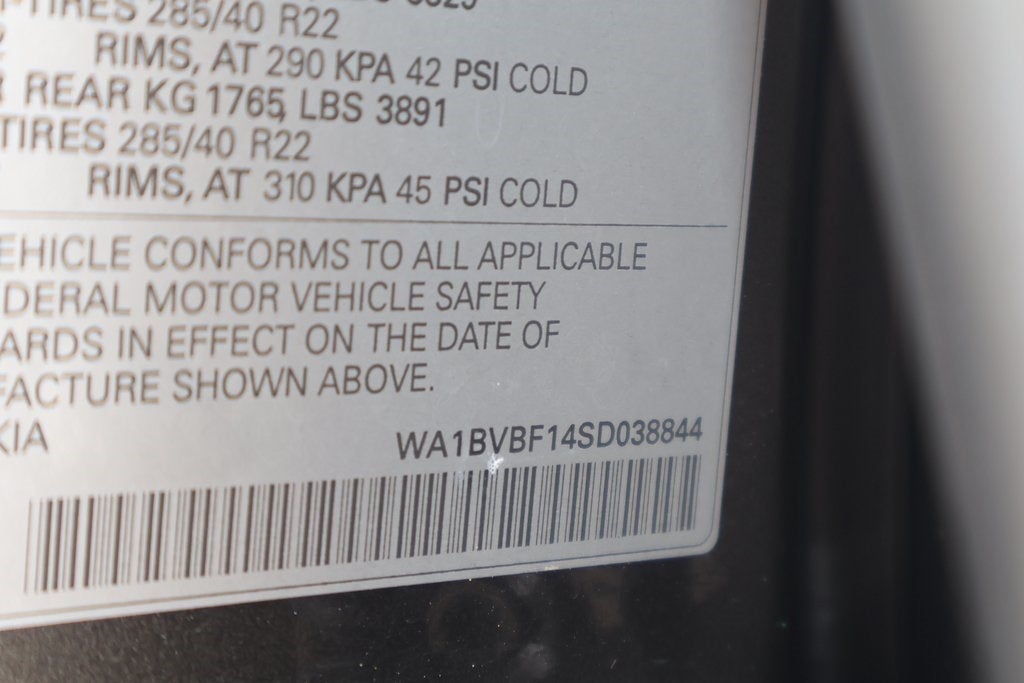 TIRES 285/40 R22
RIMS, AT 290 KPA 42 PSI COLD
REAR KG 1765, LBS 3891
TIRES 285/40 R22
RIMS, AT 310 KPA 45 PSI COLD
EHICLE CONFORMS TO ALL APPLICABLE
DERAL MOTOR VEHICLE SAFETY
ARDS IN EFFECT ON THE DATE OF
FACTURE SHOWN ABOVE.
KIA
WA1BVBF14SD038844